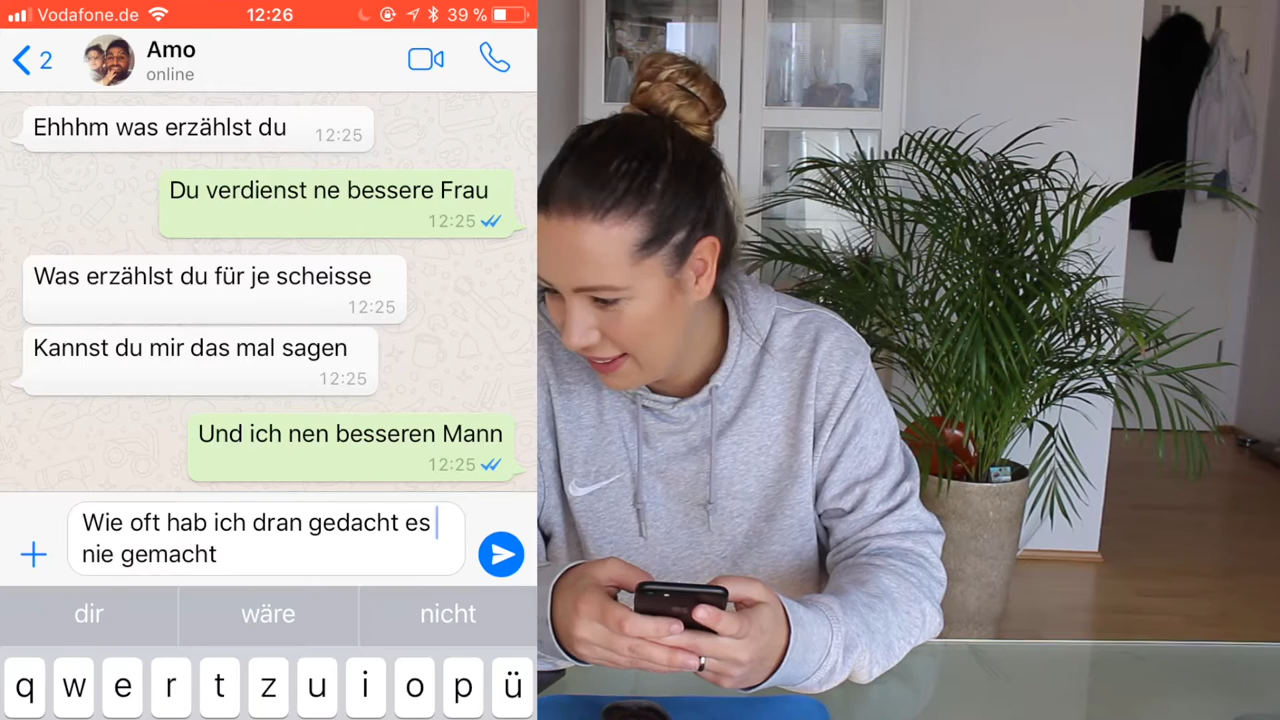 Vodafone.de 12:26 39 %
2 Amo
online
Ehhhm was erzählst du 12:25
Du verdienst ne bessere Frau
12:25
Was erzählst du für je scheisse
12:25
Kannst du mir das mal sagen
12:25
Und ich nen besseren Mann
12:25
Wie oft hab ich dran gedacht es
nie gemacht
dir wäre nicht
q w e r t z u i o p ü